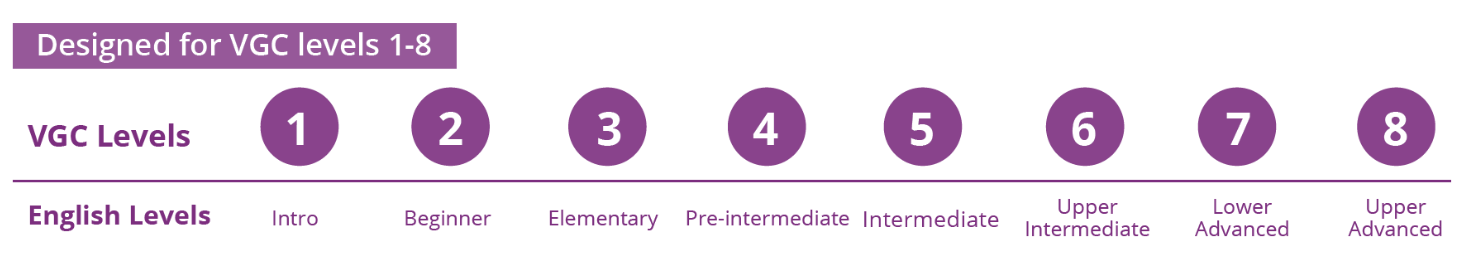 Designed for VGC levels 1-8
VGC Levels 1 2 3 4 5 6 7 8
English Levels Intro Beginner Elementary Pre-intermediate Intermediate Upper Intermediate Lower Advanced Upper Advanced